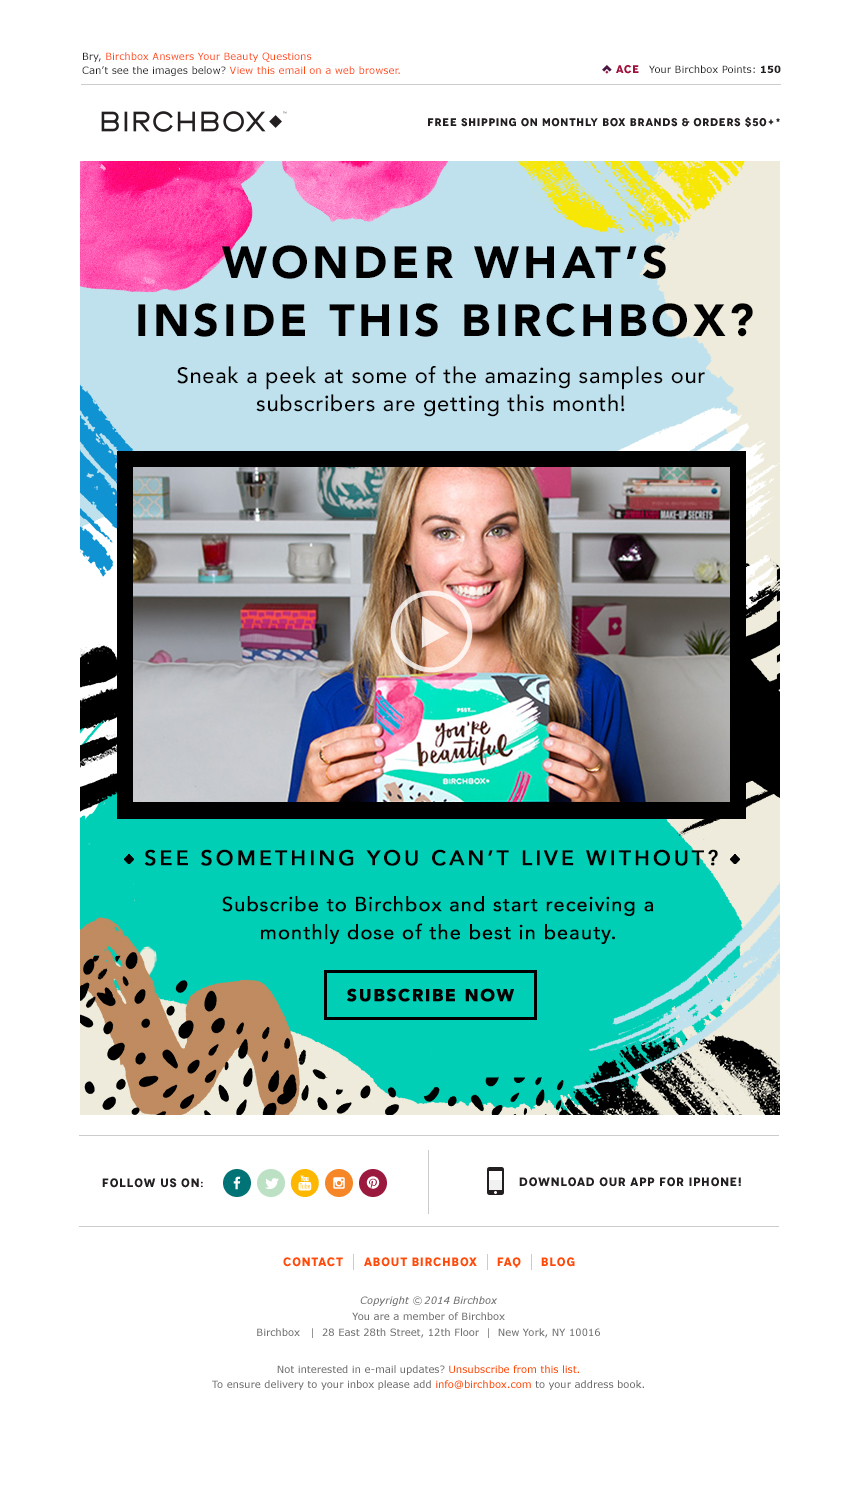 Bry, Birchbox Answers Your Beauty Questions
Can't see the images below? View this email on a web browser.
ACE Your Birchbox Points: 150
BIRCHBOX™
FREE SHIPPING ON MONTHLY BOX BRANDS & ORDERS $50+*
WONDER WHAT'S
INSIDE THIS BIRCHBOX?
Sneak a peek at some of the amazing samples our
subscribers are getting this month!
MAKE-UP SECRETS
PSST...
you're
beautiful
BIRCHBOX
SEE SOMETHING YOU CAN'T LIVE WITHOUT?
Subscribe to Birchbox and start receiving a
monthly dose of the best in beauty.
SUBSCRIBE NOW
FOLLOW US ON:
You Tube
DOWNLOAD OUR APP FOR IPHONE!
CONTACT | ABOUT BIRCHBOX | FAQ | BLOG
Copyright © 2014 Birchbox
You are a member of Birchbox
Birchbox | 28 East 28th Street, 12th Floor | New York, NY 10016
Not interested in e-mail updates? Unsubscribe from this list.
To ensure delivery to your inbox please add info@birchbox.com to your address book.